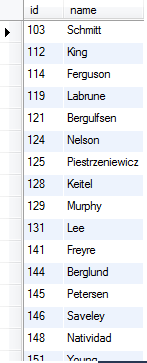 id name
103 Schmitt
112 King
114 Ferguson
119 Labrune
121 Bergulfsen
124 Nelson
125 Piestrzeniewicz
128 Keitel
129 Murphy
131 Lee
141 Freyre
144 Berglund
145 Petersen
146 Saveley
148 Natividad
151 Young